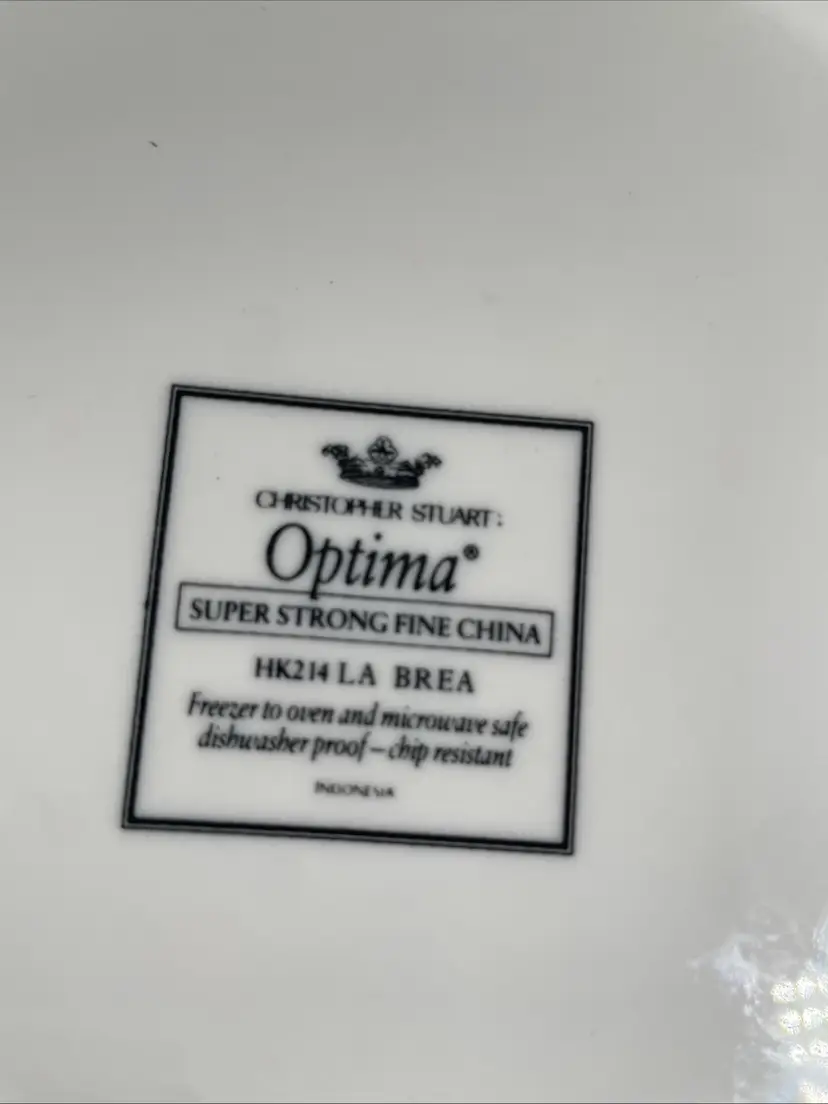 CHRISTOPHER STUART:
Optima®
SUPER STRONG FINE CHINA
HK214 LA BREA
Freezer to oven and microwave safe
dishwasher proof – chip resistant
INDONESIA